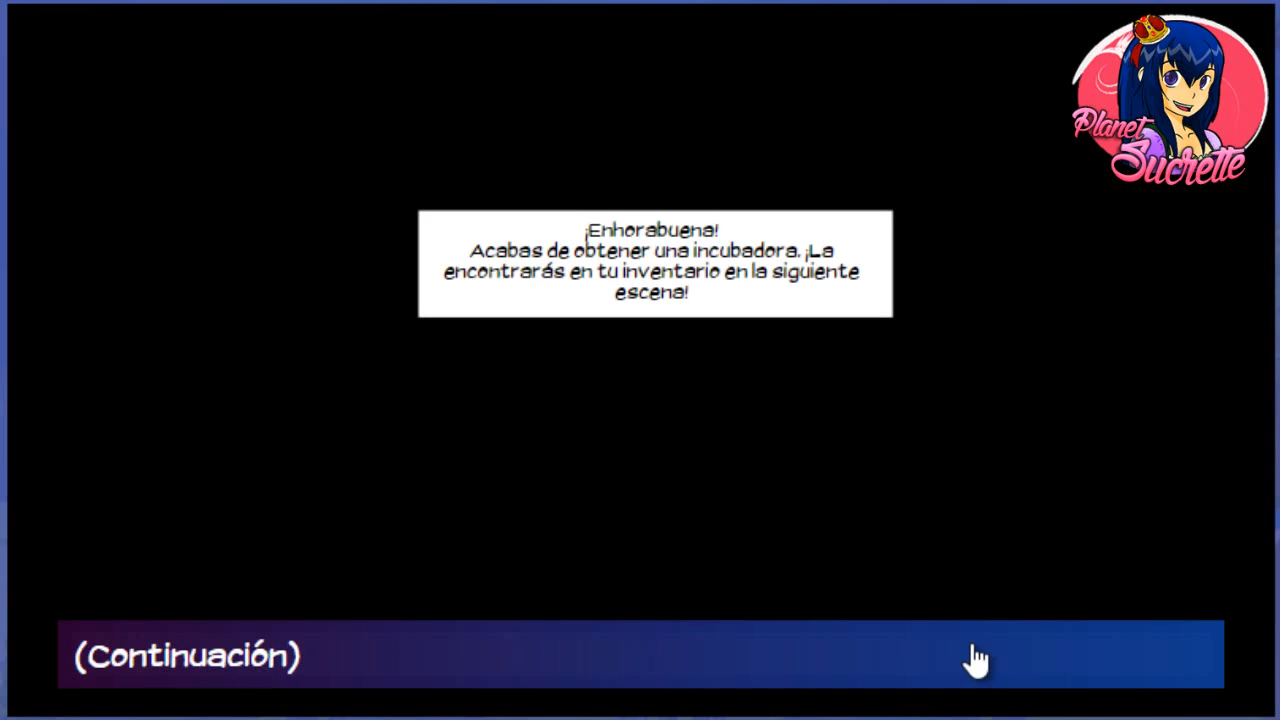 Planet
Sucrette
¡Enhorabuena!
Acabas de obtener una incubadora. ¡La
encontrarás en tu inventario en la siguiente
escena!
(Continuación)